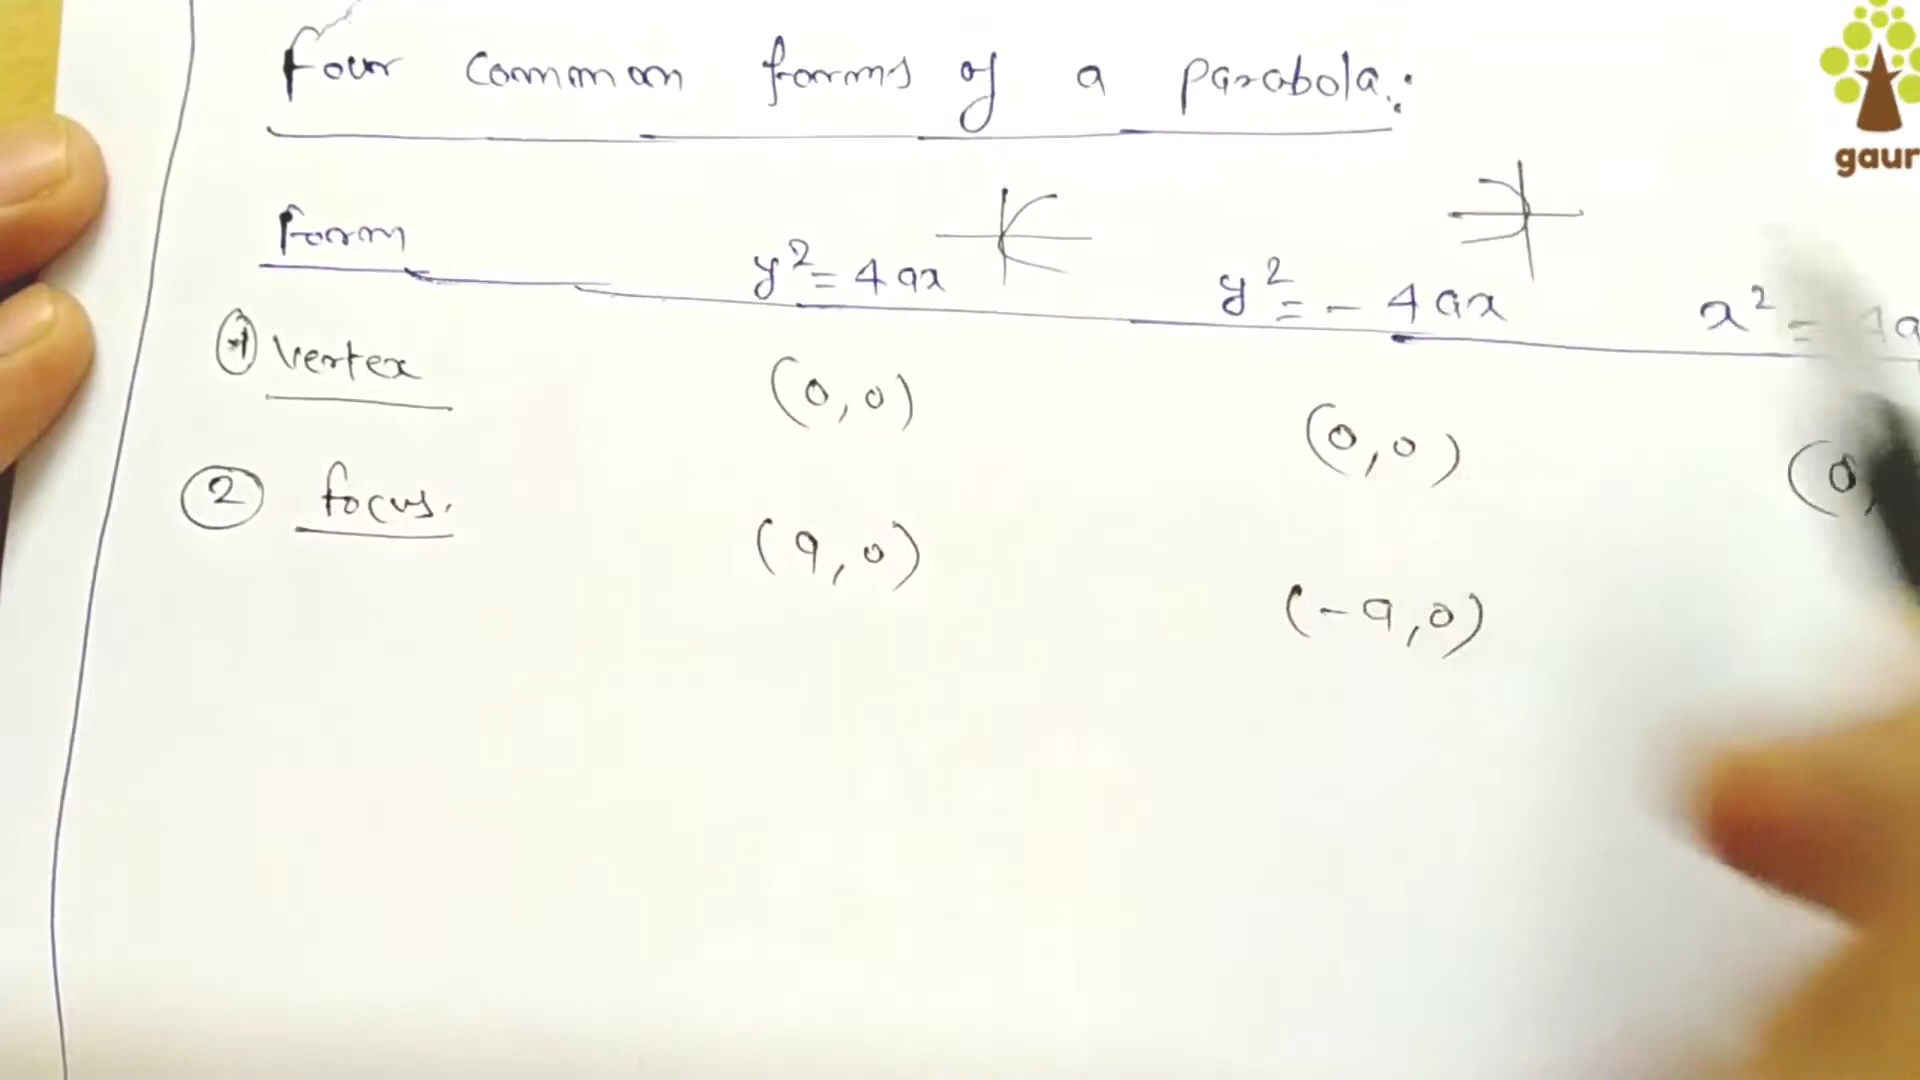 Four common forms of a parabola:
gaur
Form y² = 4ax y² = - 4ax x² =
① Vertex (0,0) (0,0) (0,
② focus. (a,0) (-a,0)